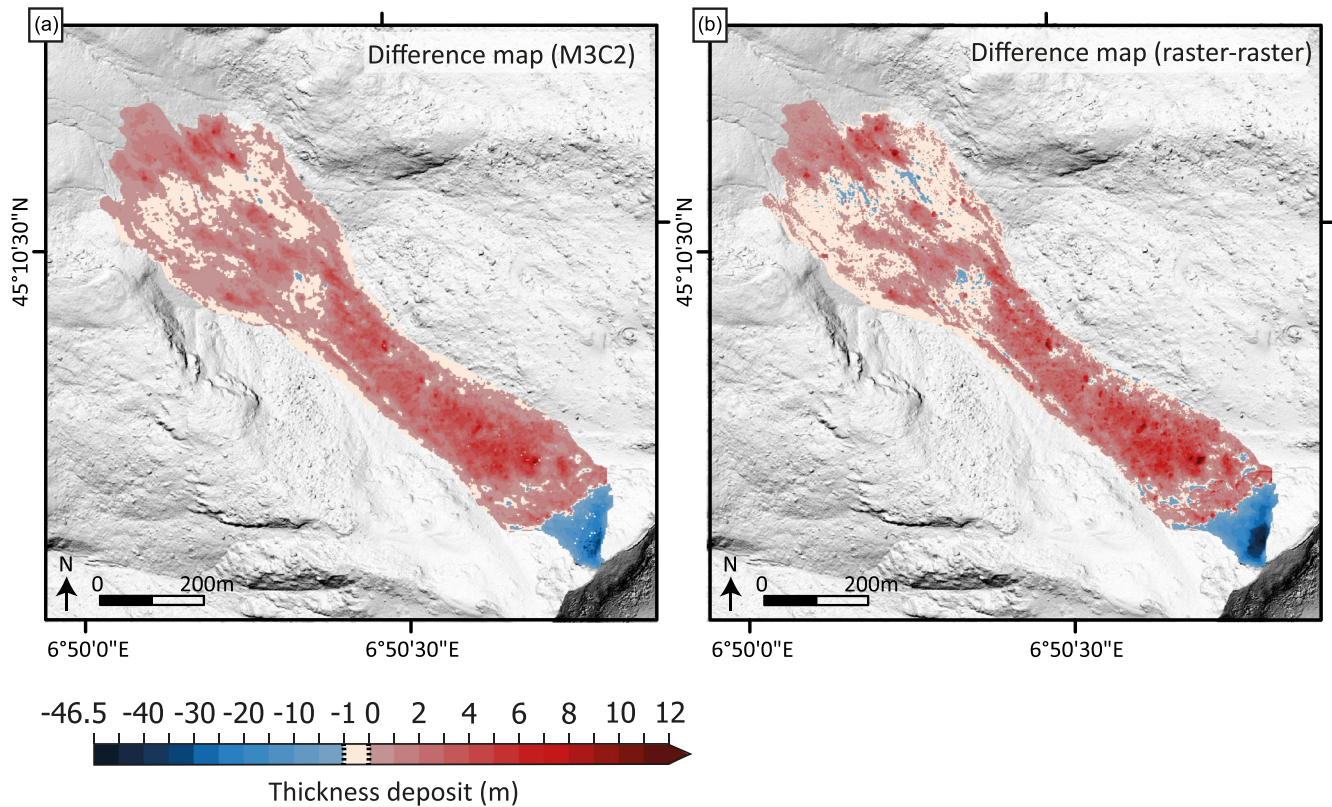 (a)
Difference map (M3C2)
45°10'30"N
N
0 200m
6°50'0"E 6°50'30"E
(b)
Difference map (raster-raster)
45°10'30"N
N
0 200m
6°50'0"E 6°50'30"E
-46.5 -40 -30 -20 -10 -1 0 2 4 6 8 10 12
Thickness deposit (m)